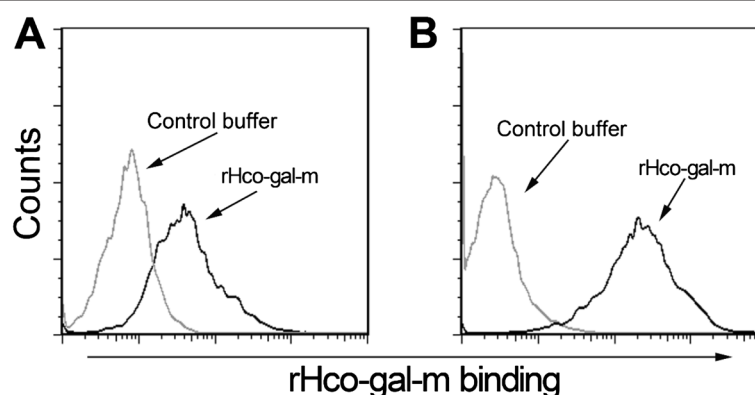 A
B
Control buffer
rHco-gal-m
Control buffer
rHco-gal-m
Counts
rHco-gal-m binding